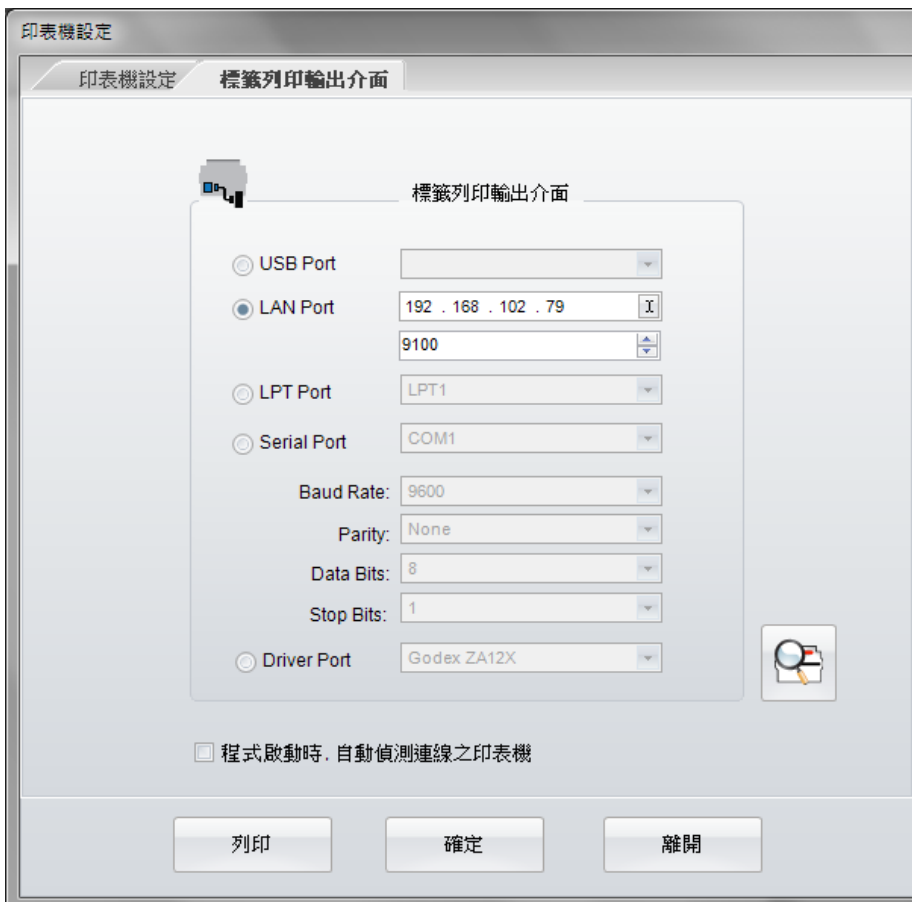 印表機設定
印表機設定 標籤列印輸出介面
標籤列印輸出介面
USB Port
LAN Port 192 . 168 . 102 . 79
9100
LPT Port LPT1
Serial Port COM1
Baud Rate: 9600
Parity: None
Data Bits: 8
Stop Bits: 1
Driver Port Godex ZA12X
程式啟動時, 自動偵測連線之印表機
列印 確定 離開